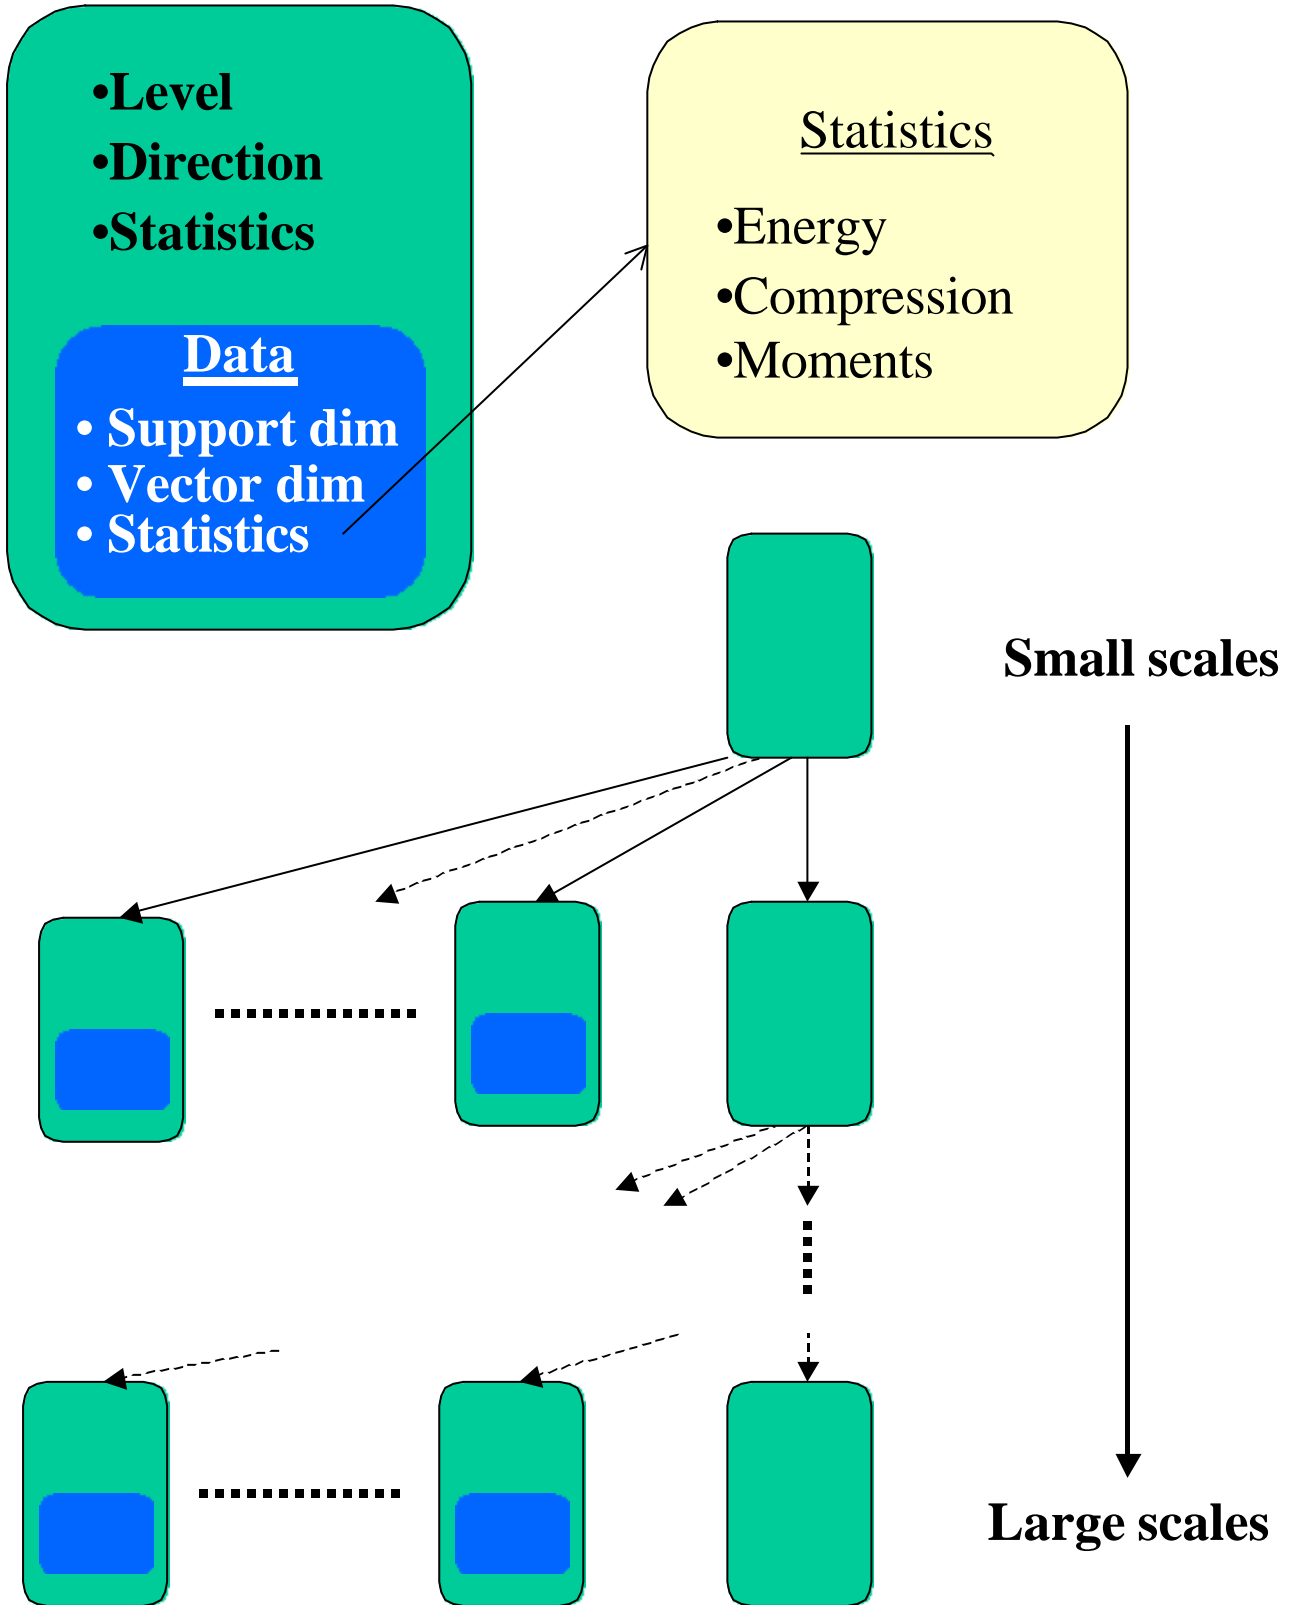 •Level
•Direction
•Statistics
Data
• Support dim
• Vector dim
• Statistics
Statistics
•Energy
•Compression
•Moments
Small scales
Large scales